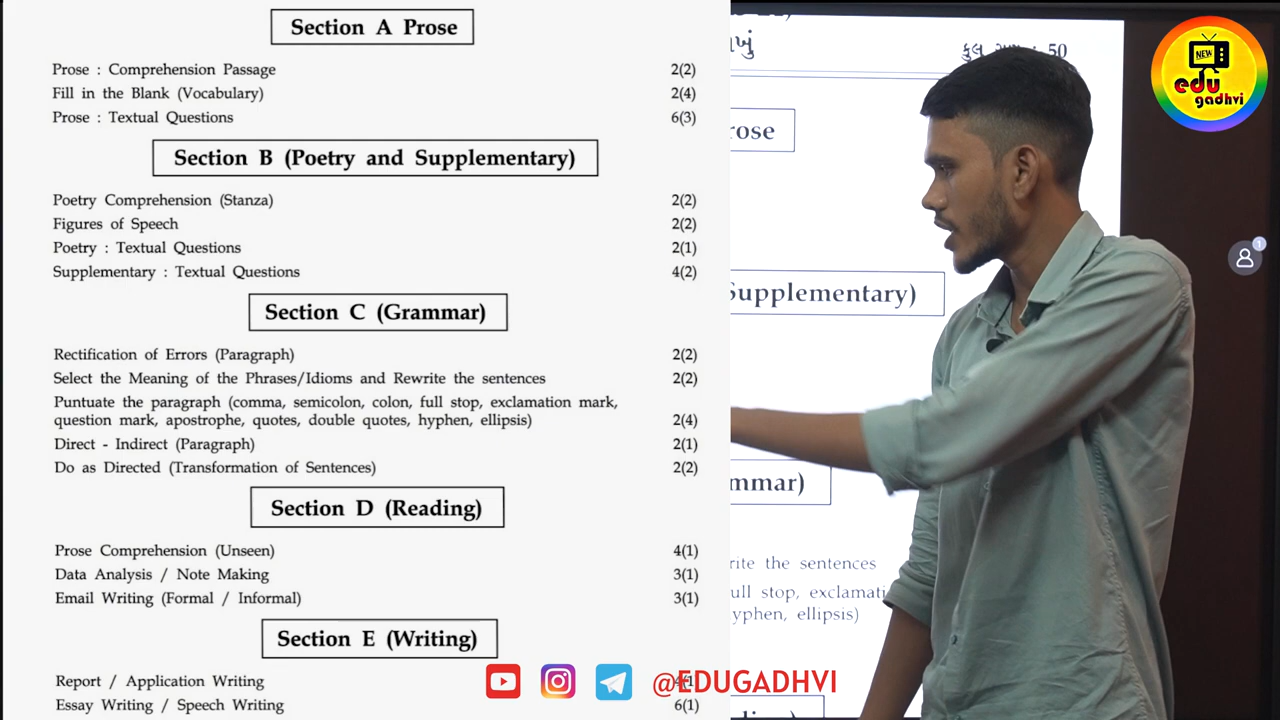 Section A Prose
Prose : Comprehension Passage 2(2)
Fill in the Blank (Vocabulary) 2(4)
Prose : Textual Questions 6(3)
Section B (Poetry and Supplementary)
Poetry Comprehension (Stanza) 2(2)
Figures of Speech 2(2)
Poetry : Textual Questions 2(1)
Supplementary : Textual Questions 4(2)
Section C (Grammar)
Rectification of Errors (Paragraph) 2(2)
Select the Meaning of the Phrases/Idioms and Rewrite the sentences 2(2)
Puntuate the paragraph (comma, semicolon, colon, full stop, exclamation mark,
question mark, apostrophe, quotes, double quotes, hyphen, ellipsis) 2(4)
Direct - Indirect (Paragraph) 2(1)
Do as Directed (Transformation of Sentences) 2(2)
Section D (Reading)
Prose Comprehension (Unseen) 4(1)
Data Analysis / Note Making 3(1)
Email Writing (Formal / Informal) 3(1)
Section E (Writing)
Report / Application Writing
Essay Writing / Speech Writing 6(1)
કુલ 50
rose
Supplementary)
mmar)
rite the sentences
ull stop, exclamati
yphen, ellipsis)
NEW
edu
gadhvi
1
@EDUGADHVI